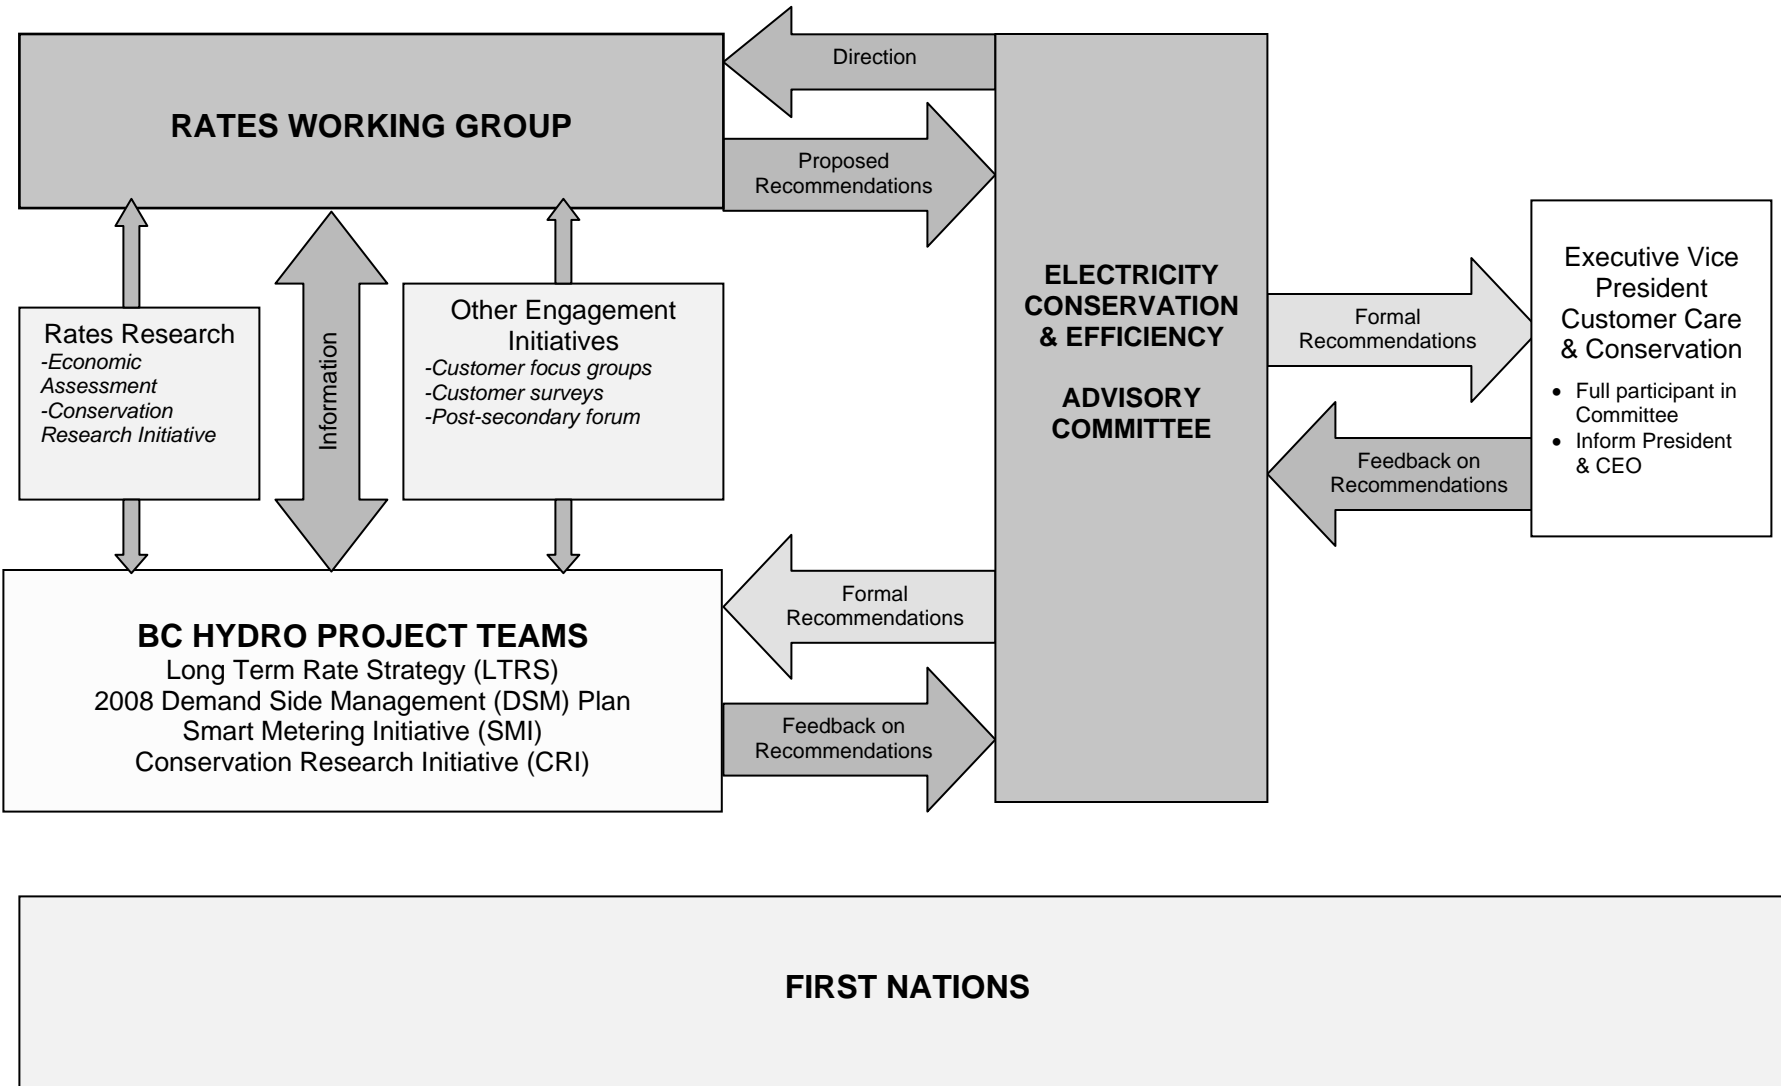 Direction
RATES WORKING GROUP
Proposed
Recommendations
Rates Research
-Economic
Assessment
-Conservation
Research Initiative
Information
Other Engagement
Initiatives
-Customer focus groups
-Customer surveys
-Post-secondary forum
ELECTRICITY
CONSERVATION
& EFFICIENCY
ADVISORY
COMMITTEE
Formal
Recommendations
Executive Vice
President
Customer Care
& Conservation
• Full participant in
Committee
• Inform President
& CEO
Feedback on
Recommendations
BC HYDRO PROJECT TEAMS
Long Term Rate Strategy (LTRS)
2008 Demand Side Management (DSM) Plan
Smart Metering Initiative (SMI)
Conservation Research Initiative (CRI)
Formal
Recommendations
Feedback on
Recommendations
FIRST NATIONS